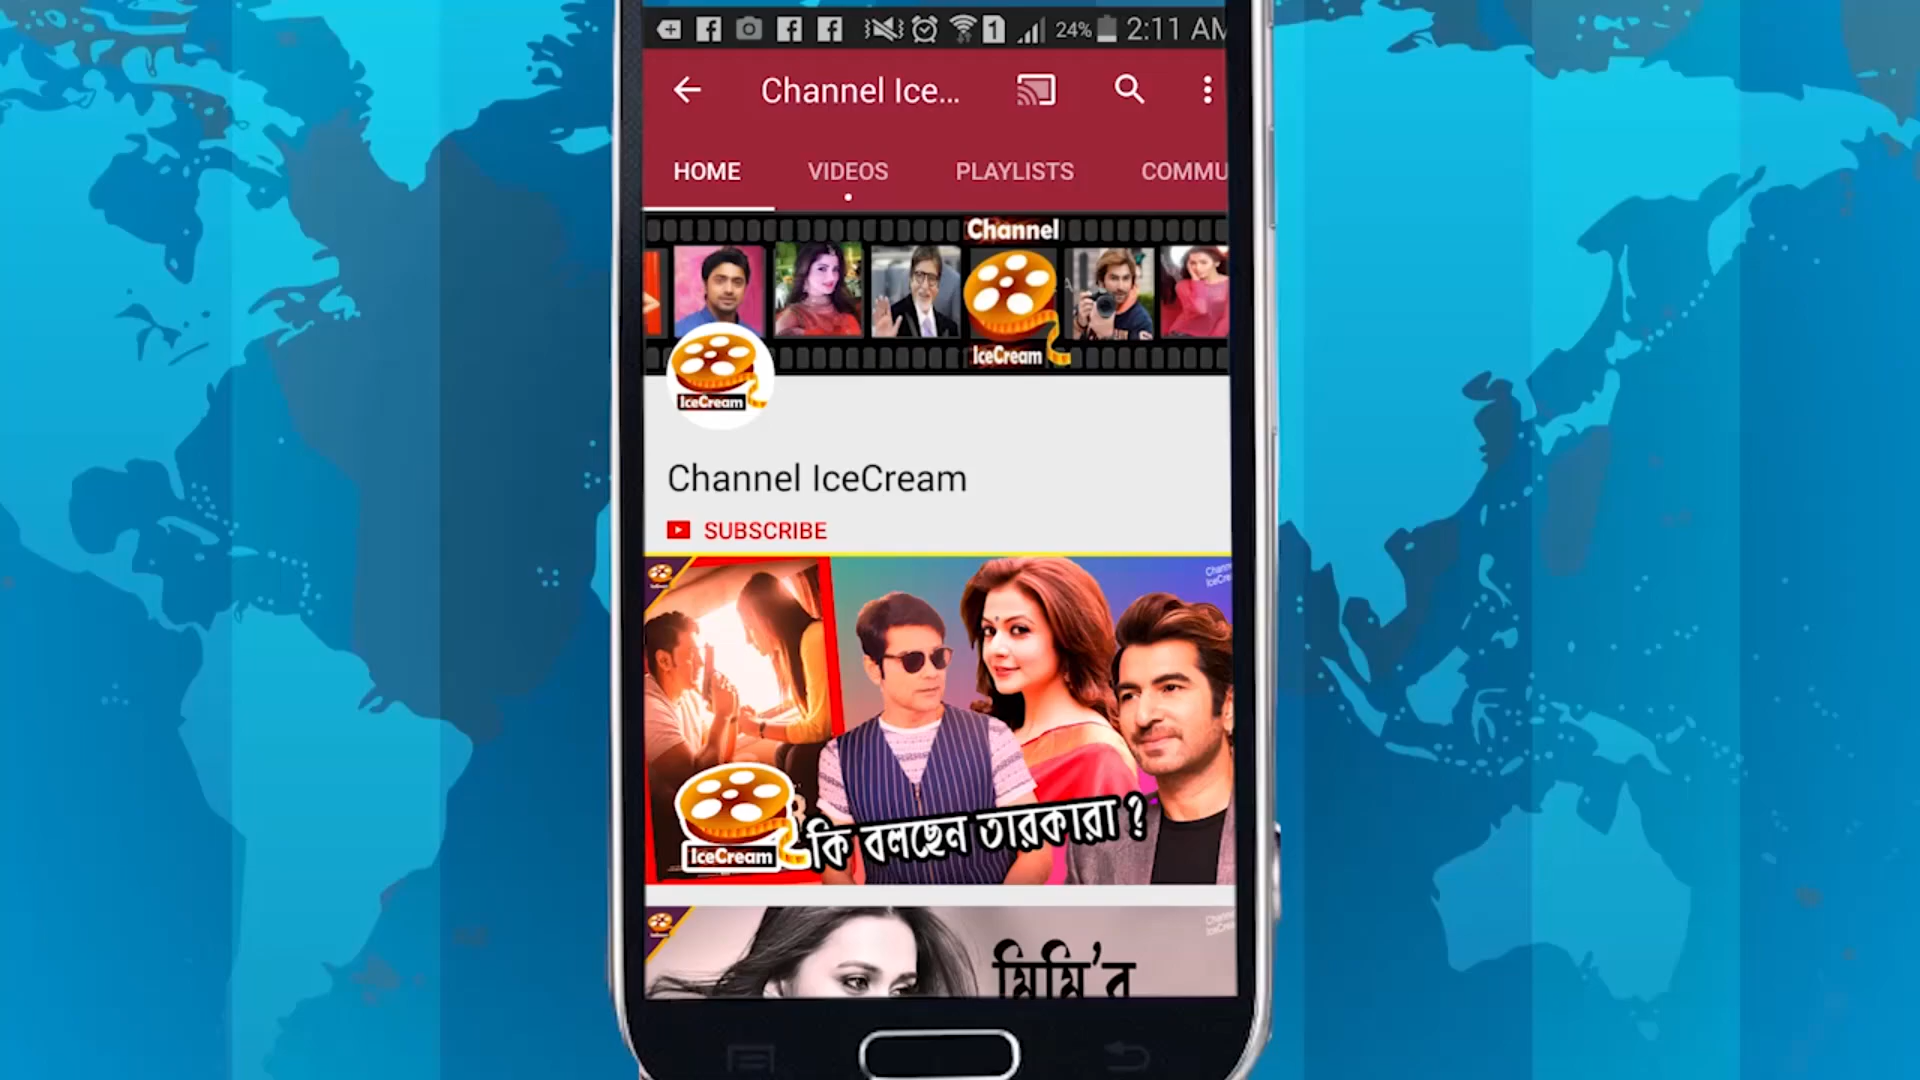 1 24% 2:11 AM
Channel Ice...
HOME VIDEOS PLAYLISTS COMMU
Channel
IceCream
IceCream
Channel IceCream
SUBSCRIBE
IceCream
কি বলছেন তারকারা ?
মিমি'র